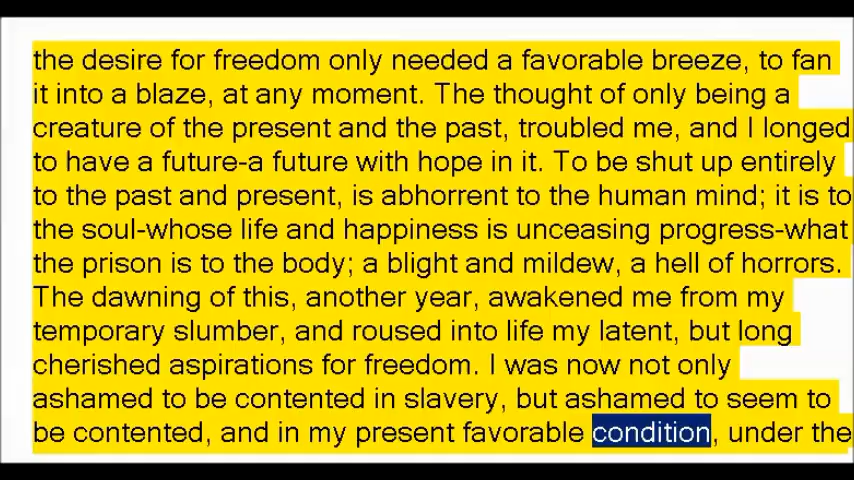 the desire for freedom only needed a favorable breeze, to fan
it into a blaze, at any moment. The thought of only being a
creature of the present and the past, troubled me, and I longed
to have a future-a future with hope in it. To be shut up entirely
to the past and present, is abhorrent to the human mind; it is to
the soul-whose life and happiness is unceasing progress-what
the prison is to the body; a blight and mildew, a hell of horrors.
The dawning of this, another year, awakened me from my
temporary slumber, and roused into life my latent, but long
cherished aspirations for freedom. I was now not only
ashamed to be contented in slavery, but ashamed to seem to
be contented, and in my present favorable condition, under the